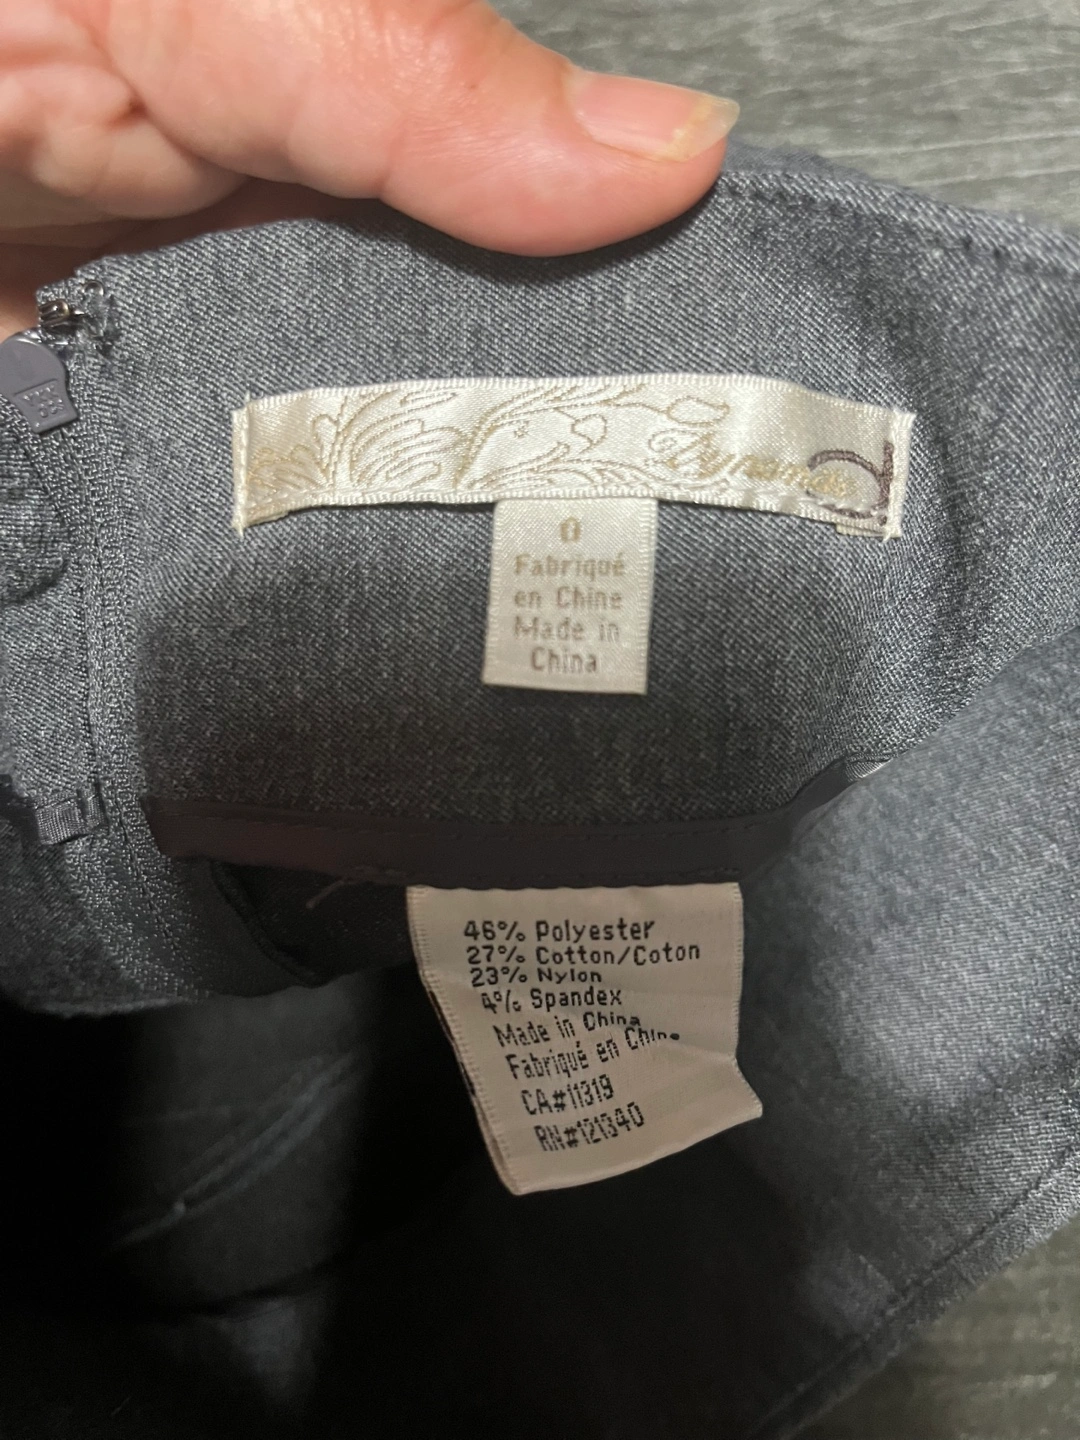 Dynamite
0
Fabriqué
en Chine
Made in
China
46% Polyester
27% Cotton/Coton
23% Nylon
4% Spandex
Made in China
Fabriqué en Chine
CA#11319
RN#121340